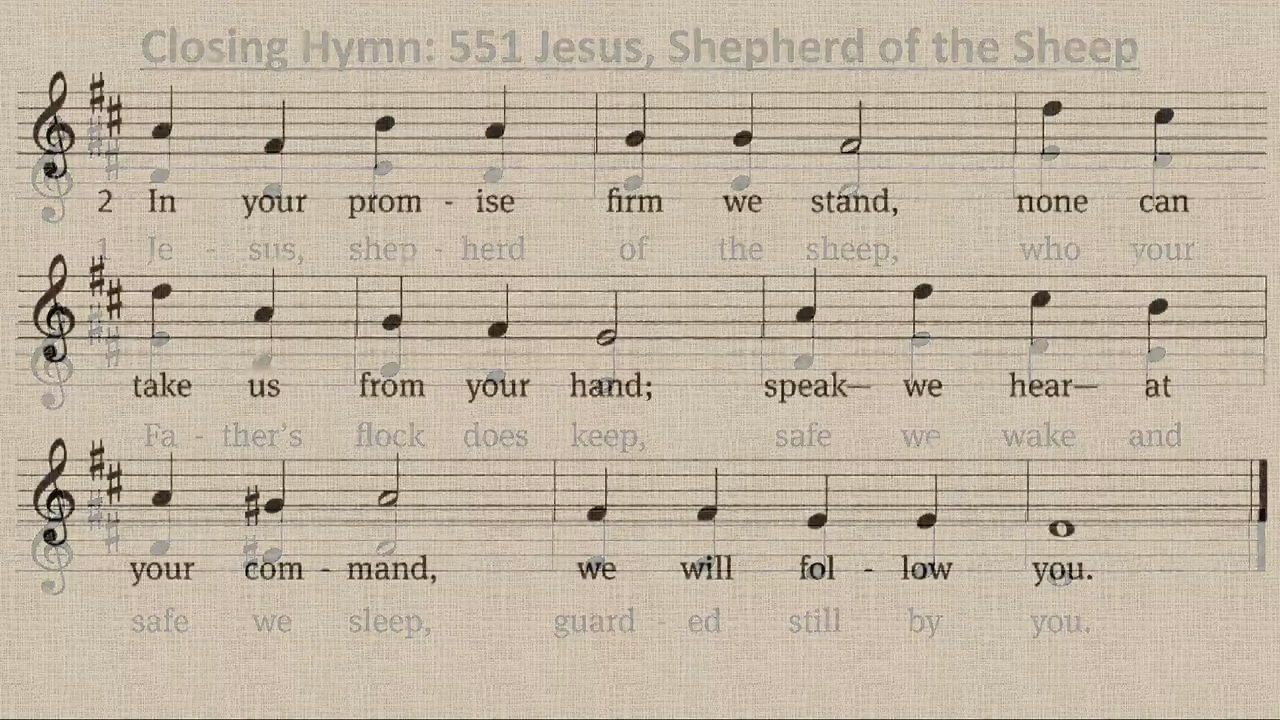 Closing Hymn: 551 Jesus, Shepherd of the Sheep
2 In your prom - ise firm we stand, none can
1 Je - sus, shep - herd of the sheep, who your
take us from your hand; speak— we hear— at
Fa - ther's flock does keep, safe we wake and
your com - mand, we will fol - low you.
safe we sleep, guard - ed still by you.